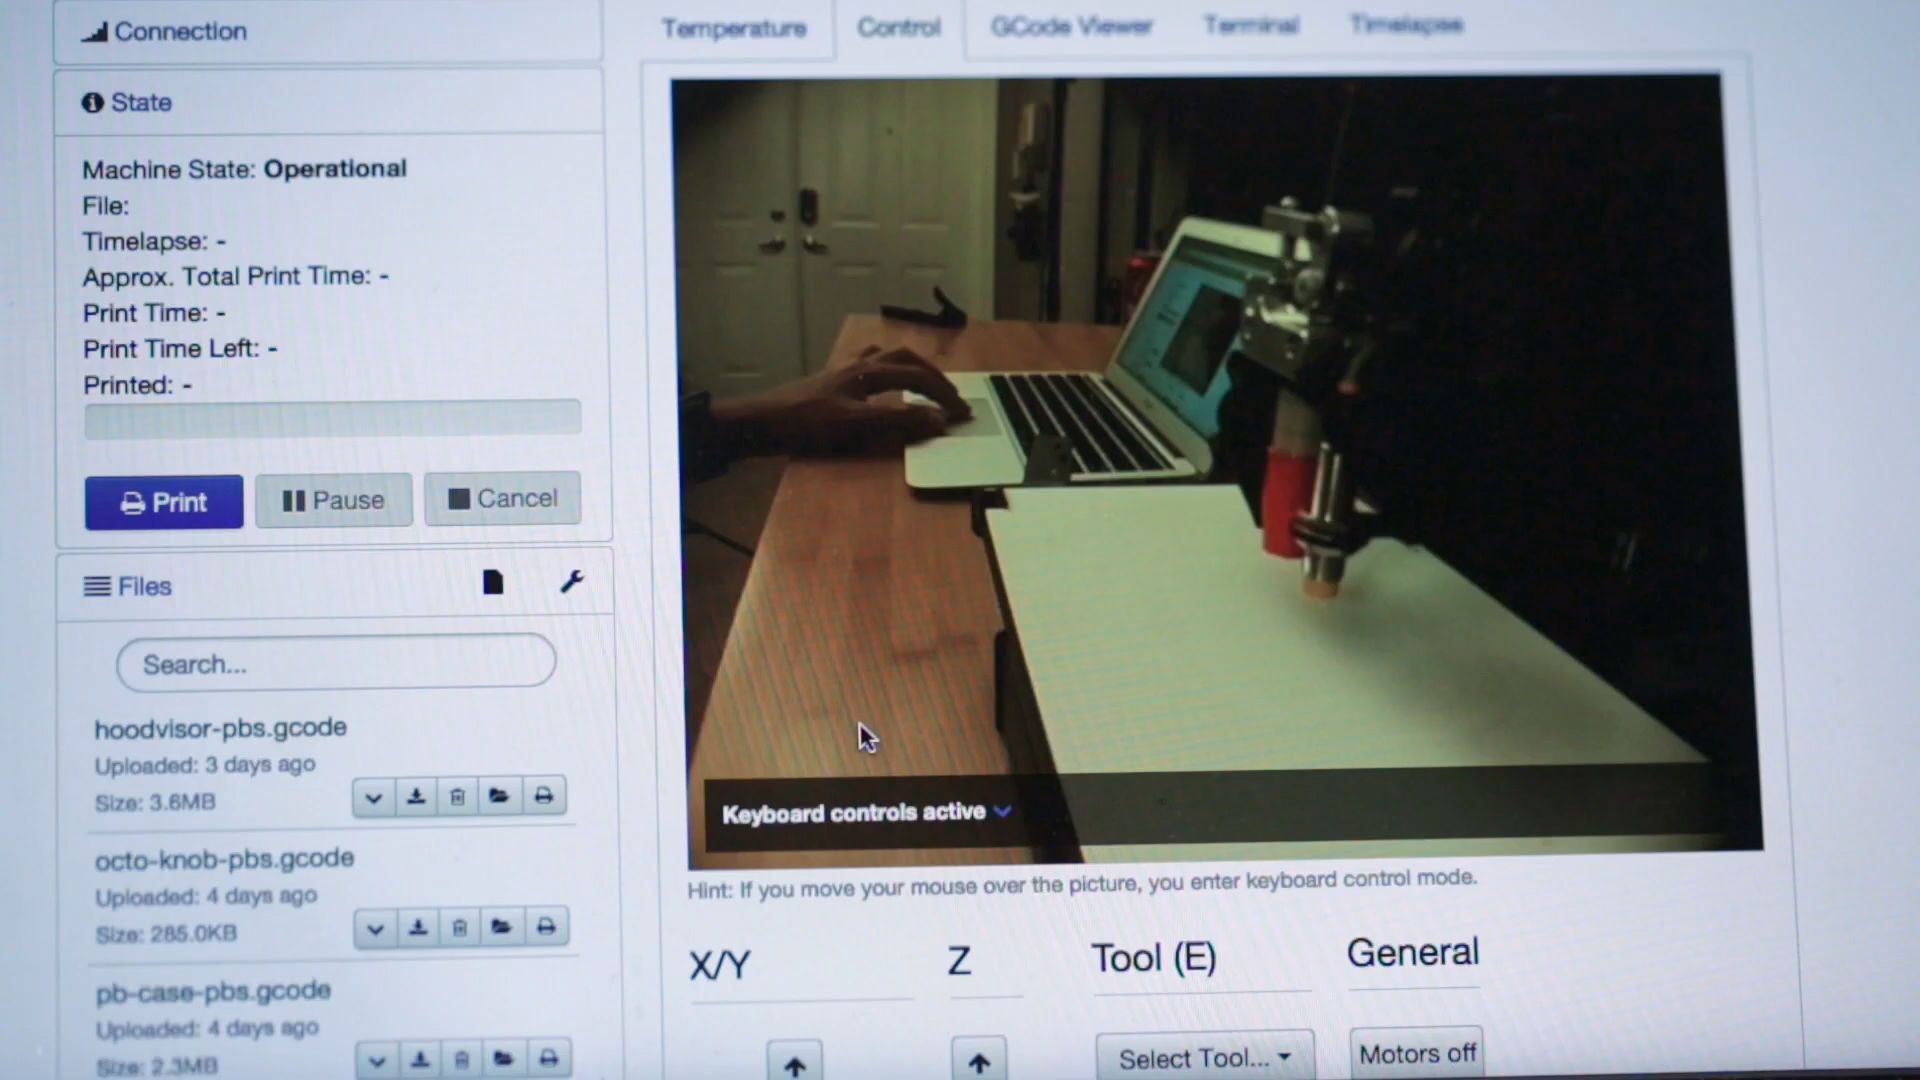 Connection
State
Machine State: Operational
File:
Timelapse: -
Approx. Total Print Time: -
Print Time: -
Print Time Left: -
Printed: -
Print Pause Cancel
Files
Search...
hoodvisor-pbs.gcode
Uploaded: 3 days ago
Size: 3.6MB
octo-knob-pbs.gcode
Uploaded: 4 days ago
Size: 285.0KB
pb-case-pbs.gcode
Uploaded: 4 days ago
Size: 2.3MB
Temperature Control GCode Viewer Terminal Timelapse
Keyboard controls active
Hint: If you move your mouse over the picture, you enter keyboard control mode.
X/Y Z Tool (E) General
Select Tool... Motors off